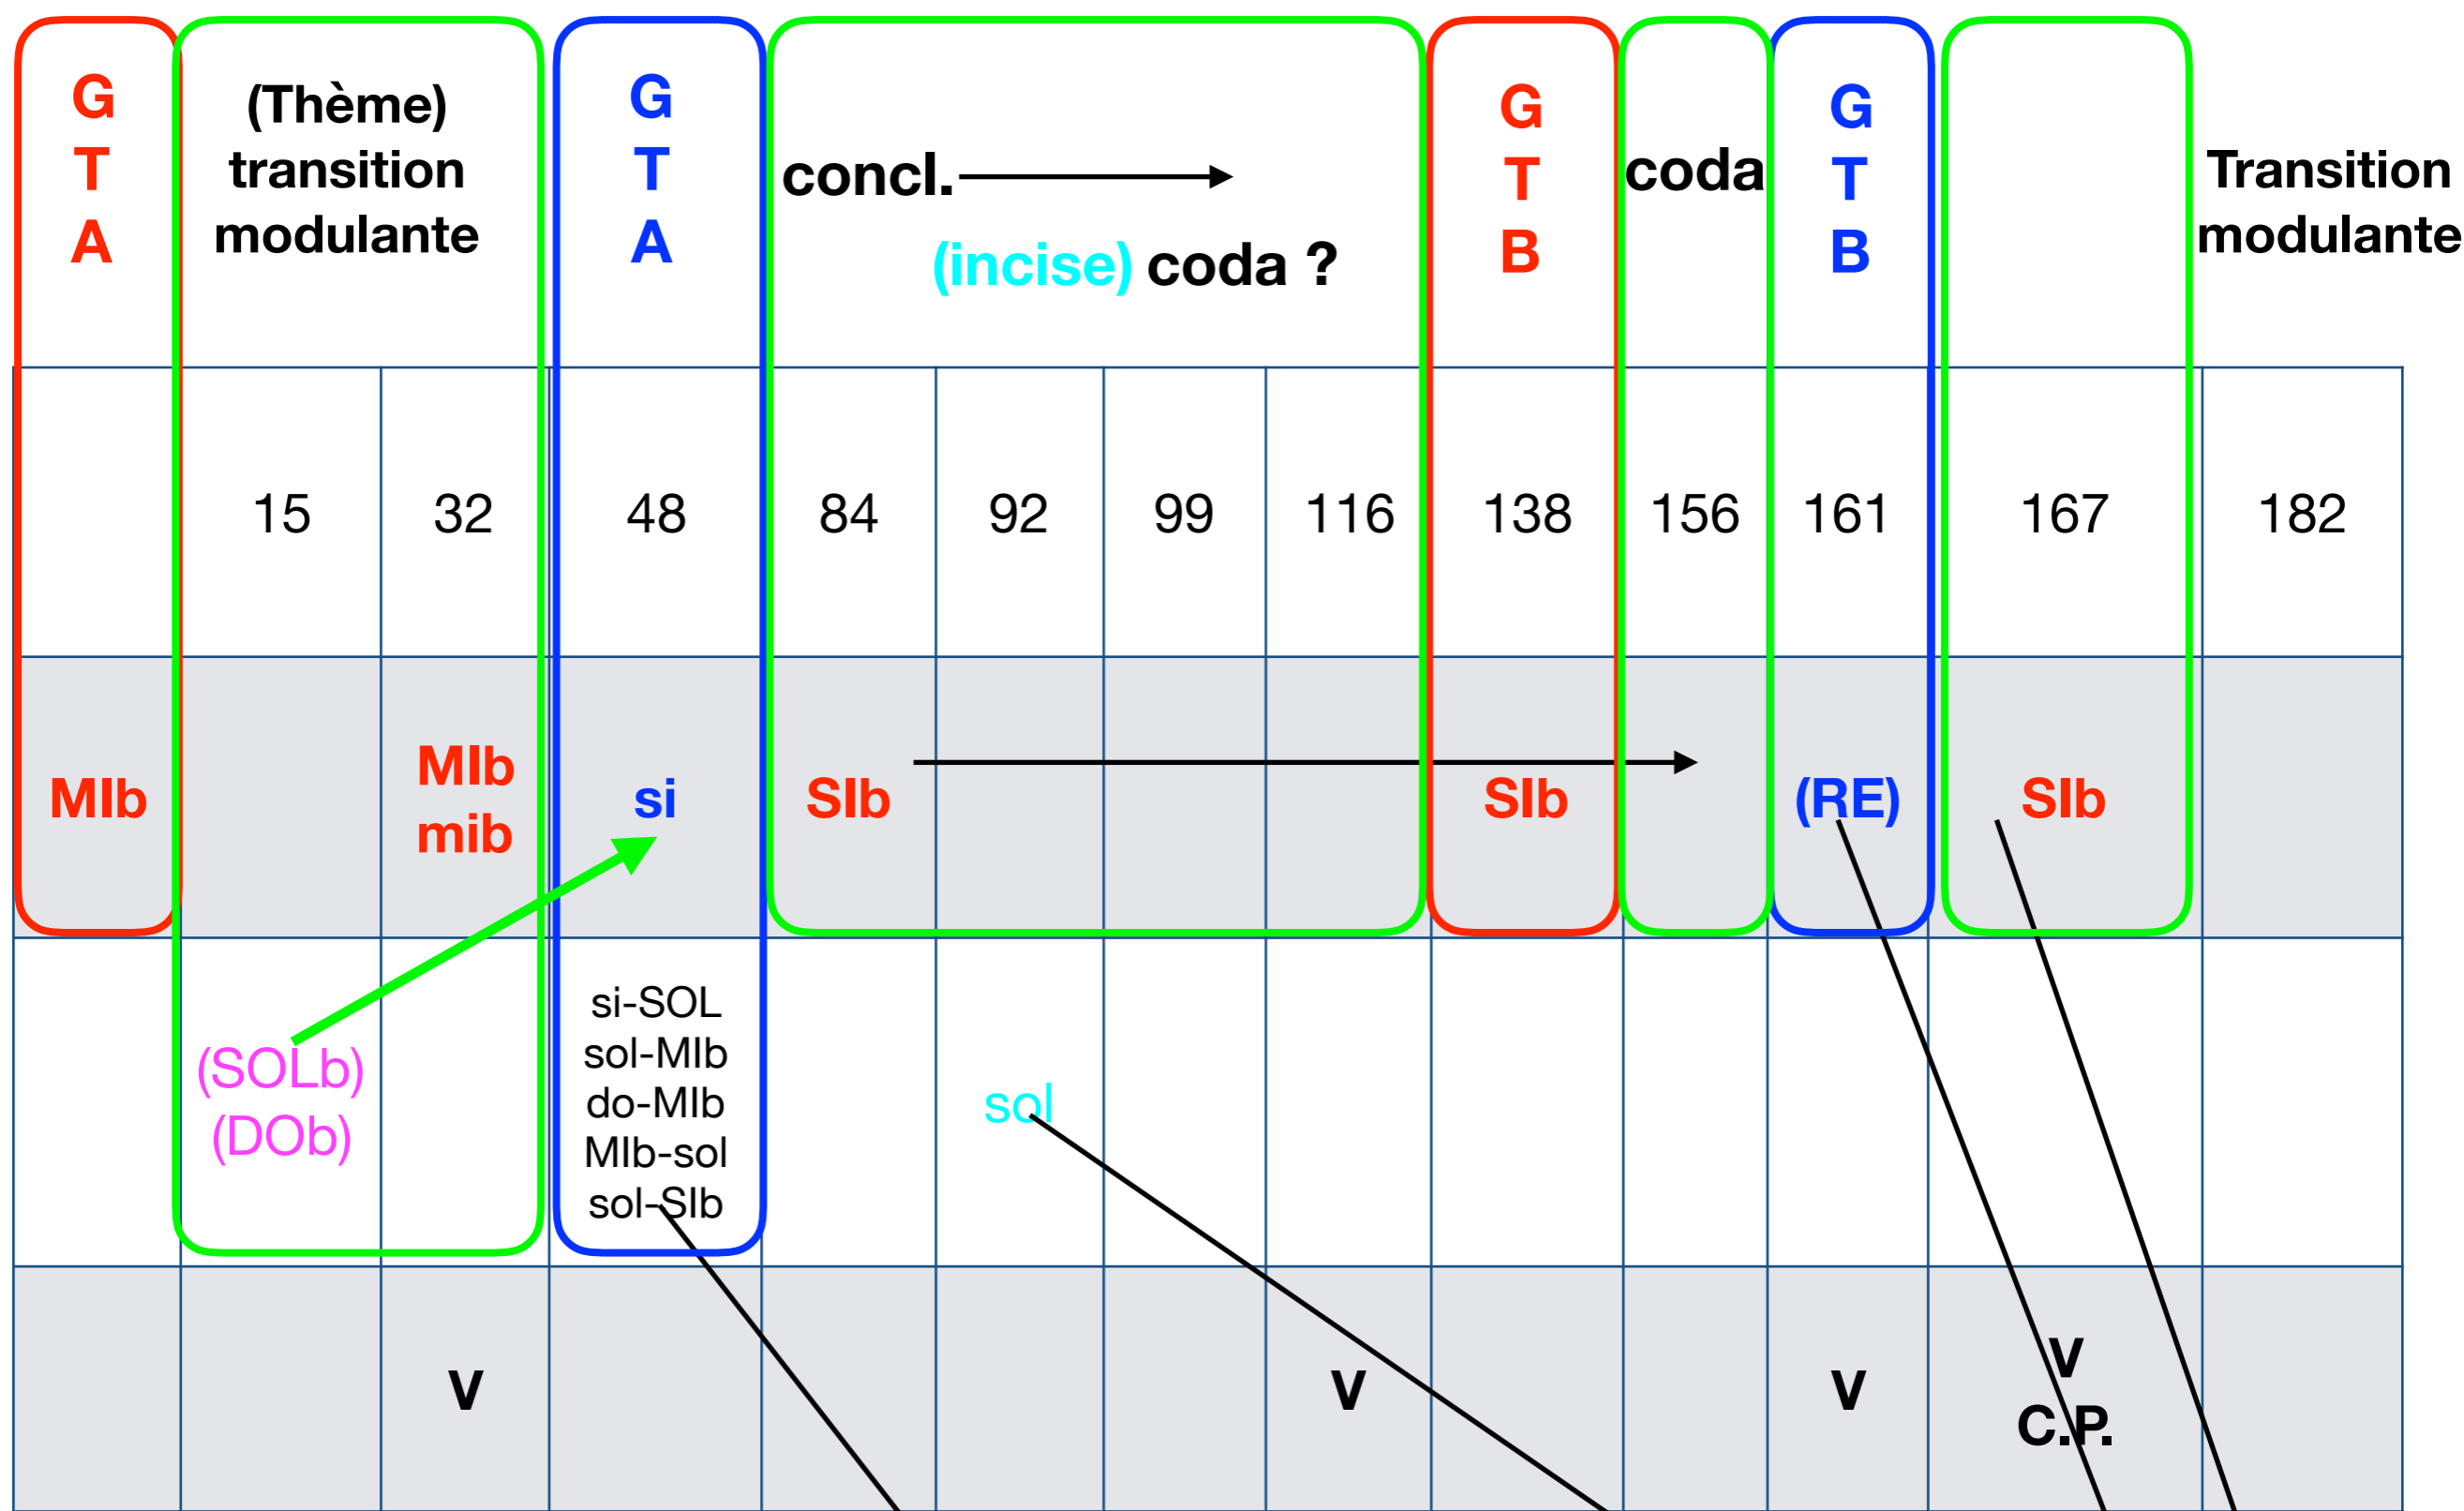 G
T
A
(Thème)
transition
modulante
G
T
A
concl.
(incise) coda ?
G
T
B
coda
G
T
B
Transition
modulante
15 32 48 84 92 99 116 138 156 161 167 182
MIb
MIb
mib
si
SIb
SIb
(RE)
SIb
(SOLb)
(DOb)
si-SOL
sol-MIb
do-MIb
MIb-sol
sol-SIb
sol
V
V
V
V
C.P.